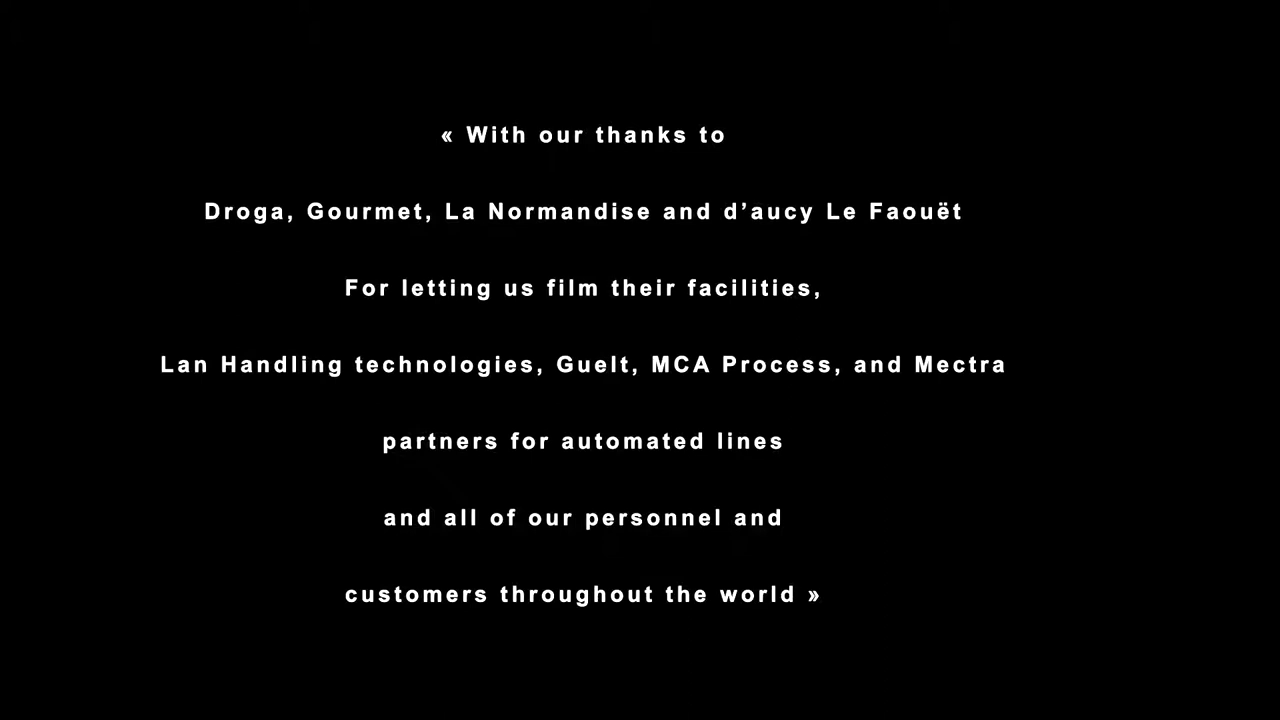 « With our thanks to
Droga, Gourmet, La Normandise and d’aucy Le Faouët
For letting us film their facilities,
Lan Handling technologies, Guelt, MCA Process, and Mectra
partners for automated lines
and all of our personnel and
customers throughout the world »